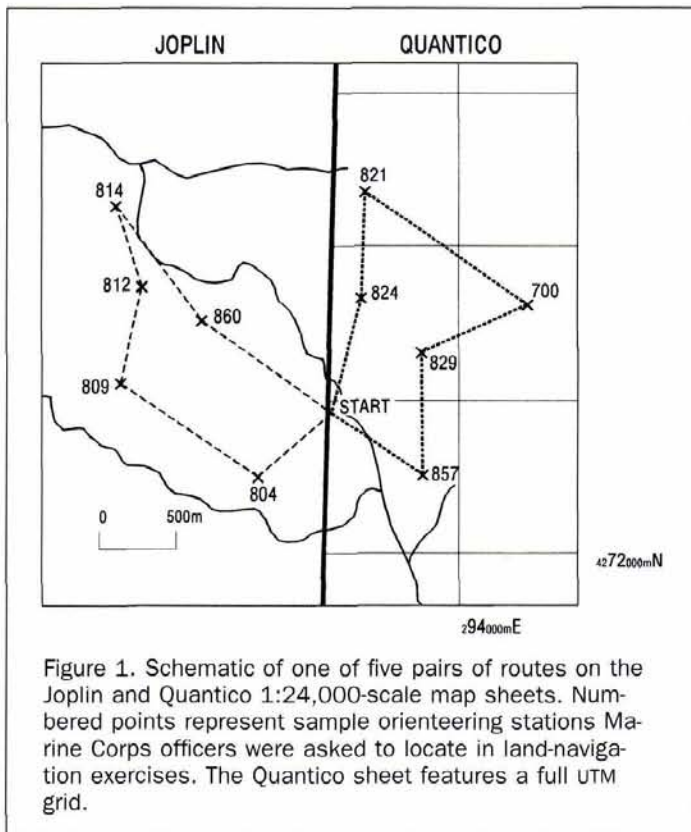 JOPLIN QUANTICO
821
814
812
824
700
860
829
809
START
857
804
0 500m
4272000mN
294000mE
Figure 1. Schematic of one of five pairs of routes on the
Joplin and Quantico 1:24,000-scale map sheets. Num-
bered points represent sample orienteering stations Ma-
rine Corps officers were asked to locate in land-naviga-
tion exercises. The Quantico sheet features a full UTM
grid.